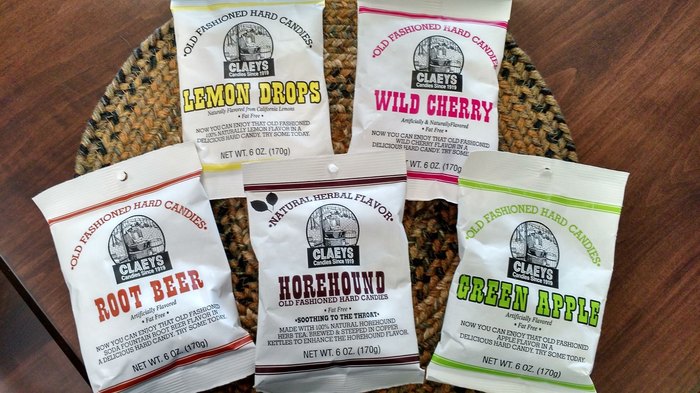 OLD FASHIONED HARD CANDIES
CLAEYS
Candies Since 1919
LEMON DROPS
Naturally Flavored from California Lemons
• Fat Free •
NOW YOU CAN ENJOY THAT OLD FASHIONED
100% NATURALLY LEMON FLAVOR IN A
DELICIOUS HARD CANDY. TRY SOME TODAY.
NET WT. 6 OZ. (170g)
OLD FASHIONED HARD CANDIES
CLAEYS
Candies Since 1919
WILD CHERRY
Artificially & Naturally Flavored
• Fat Free •
NOW YOU CAN ENJOY THAT OLD FASHIONED
WILD CHERRY FLAVOR IN A
DELICIOUS HARD CANDY. TRY SOME
NET WT. 6 OZ. (170g)
OLD FASHIONED HARD CANDIES
CLAEYS
Candies Since 1919
ROOT BEER
Artificially Flavored
• Fat Free •
NOW YOU CAN ENJOY THAT OLD FASHIONED
SODA FOUNTAIN ROOT BEER FLAVOR IN
A DELICIOUS HARD CANDY. TRY SOME TODAY.
NET WT. 6 OZ. (170g)
NATURAL HERBAL FLAVOR
CLAEYS
Candies Since 1919
HOREHOUND
OLD FASHIONED HARD CANDIES
• Fat Free •
•SOOTHING TO THE THROAT•
MADE WITH 100% NATURAL HOREHOUND
HERB TEA. BREWED & STEEPED IN COPPER
KETTLES TO ENHANCE THE HOREHOUND FLAVOR.
NET WT. 6 OZ. (170g)
OLD FASHIONED HARD CANDIES
CLAEYS
Candies Since 1919
GREEN APPLE
Artificially Flavored
• Fat Free •
NOW YOU CAN ENJOY THAT OLD FASHIONED
APPLE FLAVOR IN A
DELICIOUS HARD CANDY. TRY SOME TODAY.
NET WT. 6 OZ. (170g)